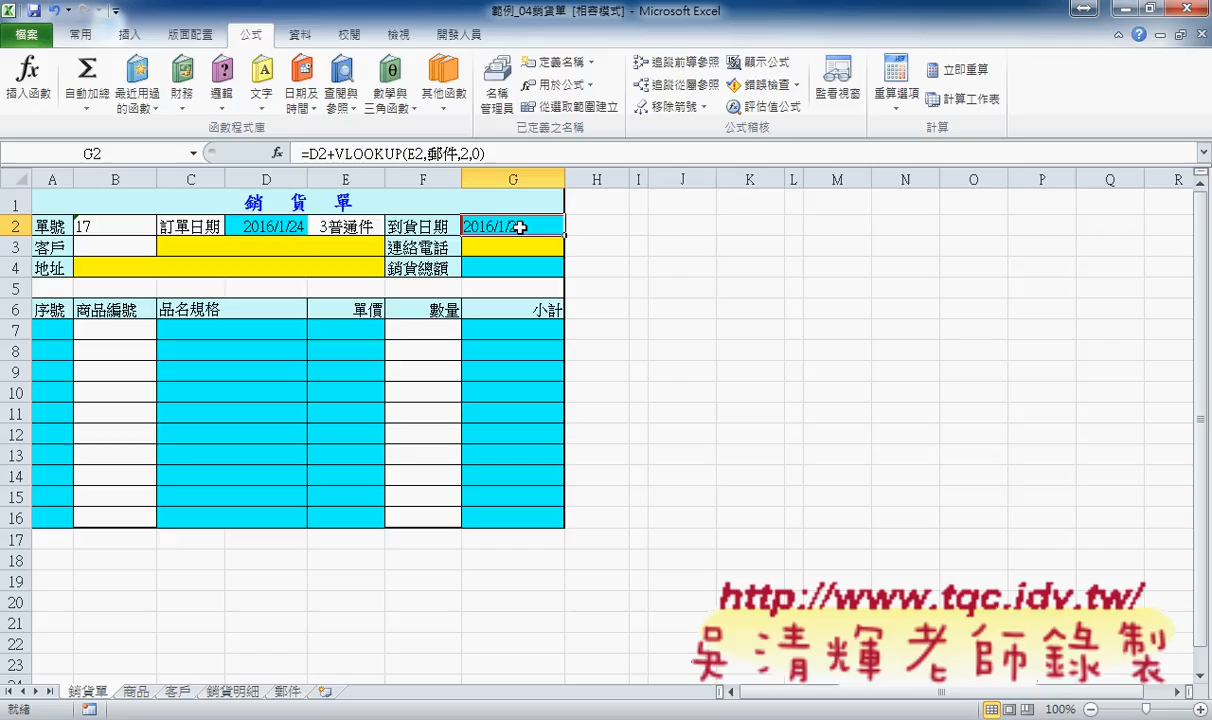 範例_04銷貨單 [相容模式] - Microsoft Excel
檔案 常用 插入 版面配置 公式 資料 校閱 檢視 開發人員
插入函數 自動加總 最近用過的函數 財務 邏輯 文字 日期及時間 查閱與參照 數學與三角函數 其他函數
函數程式庫
名稱管理員 定義名稱 用於公式 從選取範圍建立
已定義之名稱
追蹤前導參照 追蹤從屬參照 移除箭號 顯示公式 錯誤檢查 評估值公式 監看視窗
公式稽核
重算選項 立即重算 計算工作表
計算
G2 fx =D2+VLOOKUP(E2,郵件,2,0)
A B C D E F G H I J K L M N O P Q R
1 銷 貨 單
2 單號 17 訂單日期 2016/1/24 3普通件 到貨日期 2016/1/2
3 客戶 連絡電話
4 地址 銷貨總額
5
6 序號 商品編號 品名規格 單價 數量 小計
7
8
9
10
11
12
13
14
15
16
17
18
19
20
21
22
23
http://www.tqc.idv.tw/
吳清輝老師錄製
銷貨單 商品 客戶 銷貨明細 郵件
就緒 100%